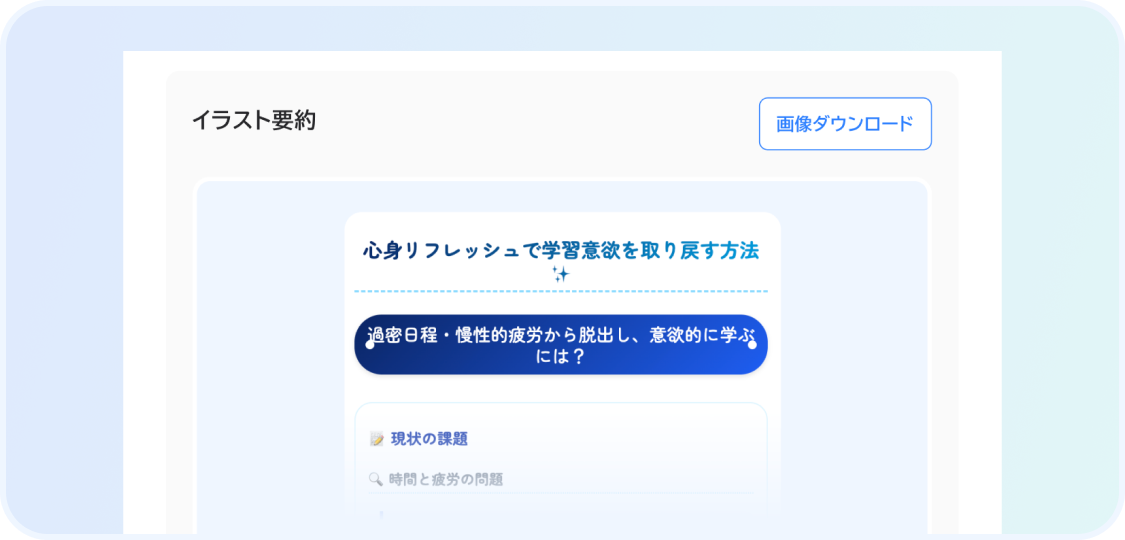 イラスト要約
画像ダウンロード
心身リフレッシュで学習意欲を取り戻す方法
✨
過密日程・慢性的疲労から脱出し、意欲的に学ぶ
には？
📝 現状の課題
🔍 時間と疲労の問題